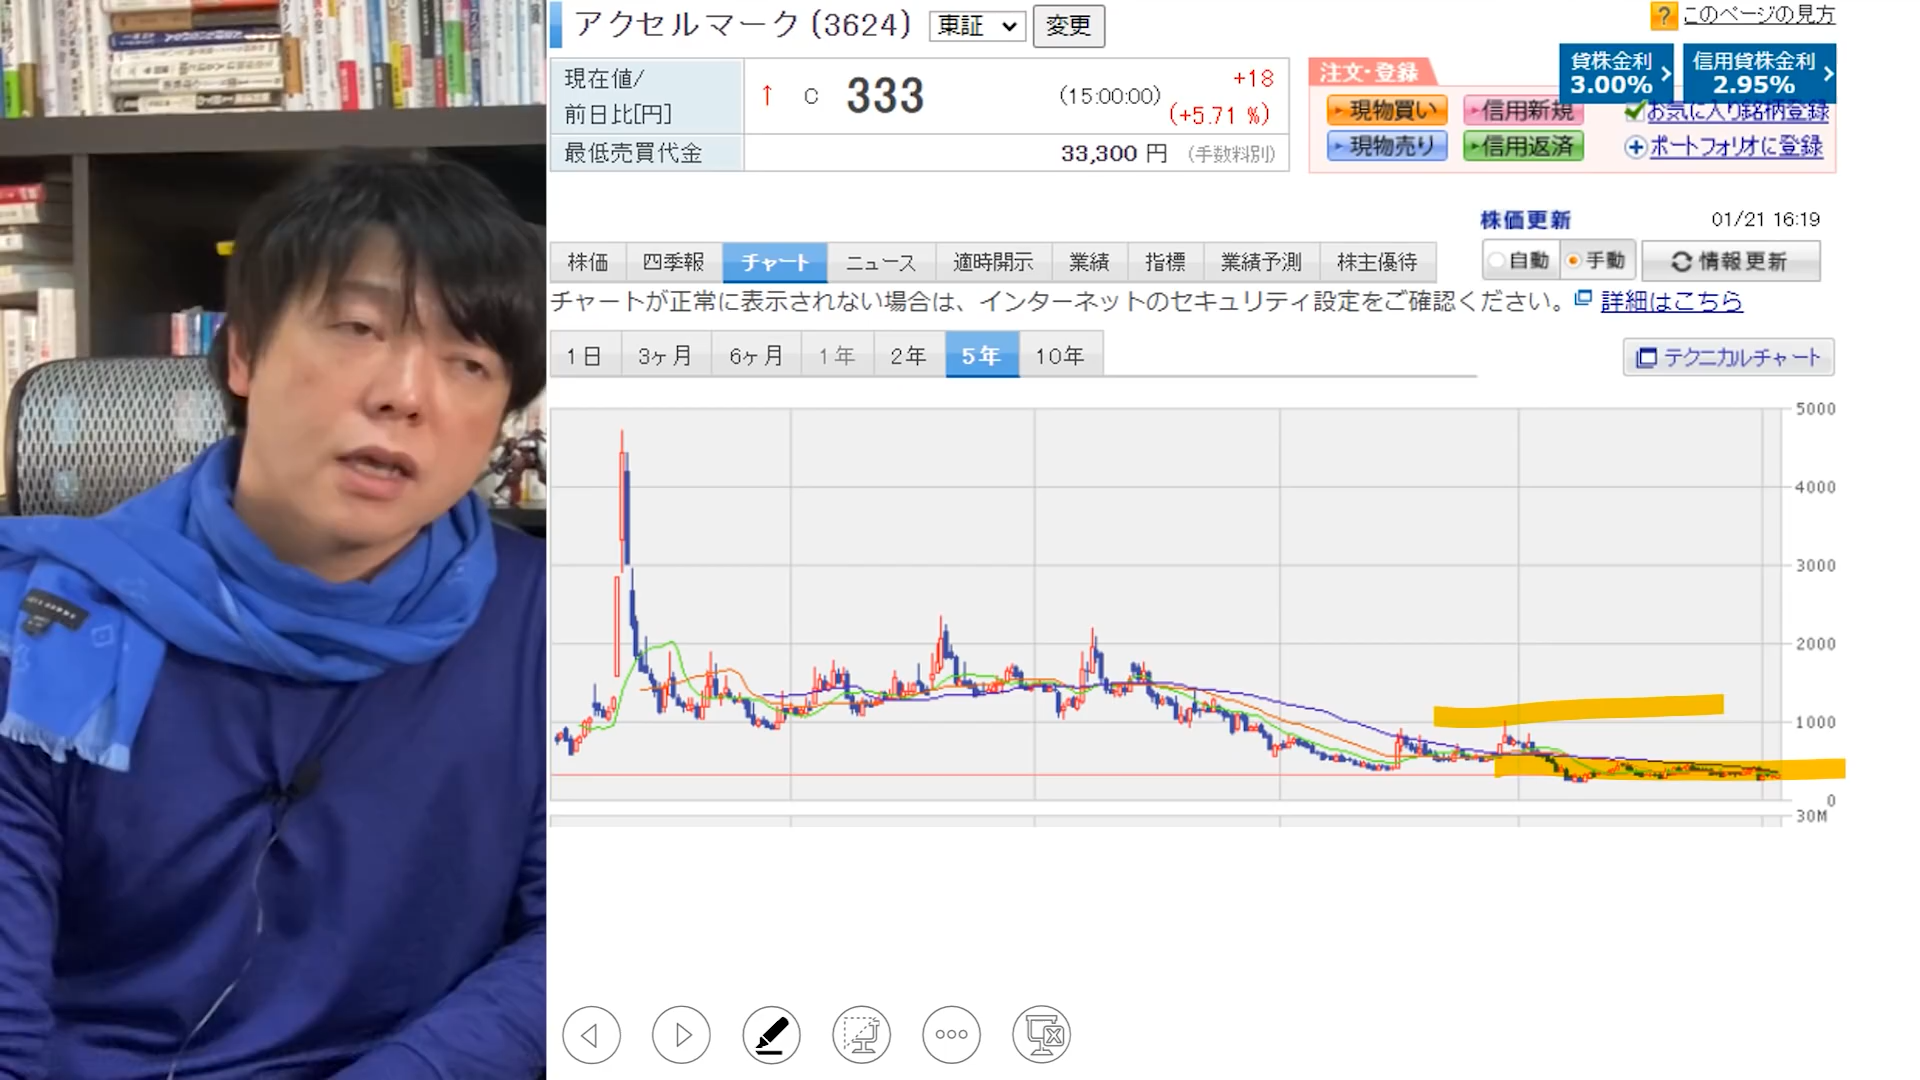 アクセルマーク (3624) 東証 変更
? このページの見方
現在値/
前日比[円]
↑ C 333 (15:00:00) +18
(+5.71 %)
最低売買代金 33,300 円 (手数料別)
注文・登録
貸株金利
3.00%
信用貸株金利
2.95%
現物買い 信用新規 お気に入り銘柄登録
現物売り 信用返済 ポートフォリオに登録
株価更新 01/21 16:19
自動 手動 情報更新
株価 四季報 チャート ニュース 適時開示 業績 指標 業績予測 株主優待
チャートが正常に表示されない場合は、インターネットのセキュリティ設定をご確認ください。 詳細はこちら
1日 3ヶ月 6ヶ月 1年 2年 5年 10年
テクニカルチャート
5000
4000
3000
2000
1000
0
30M